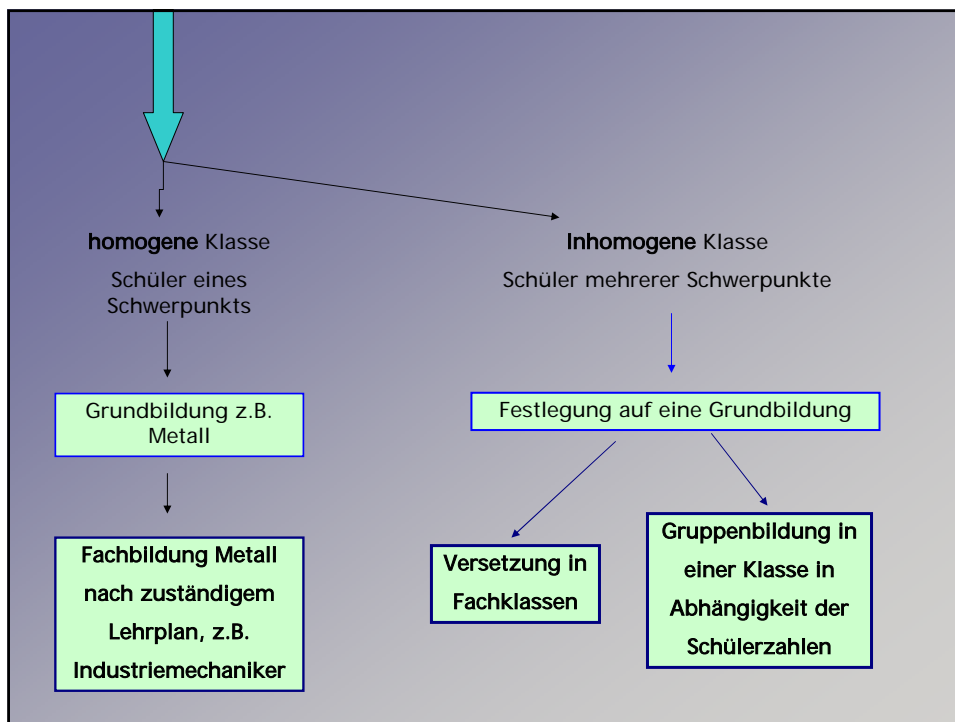 homogene Klasse
Schüler eines
Schwerpunkts
Grundbildung z.B.
Metall
Fachbildung Metall
nach zuständigem
Lehrplan, z.B.
Industriemechaniker
Inhomogene Klasse
Schüler mehrerer Schwerpunkte
Festlegung auf eine Grundbildung
Versetzung in
Fachklassen
Gruppenbildung in
einer Klasse in
Abhängigkeit der
Schülerzahlen